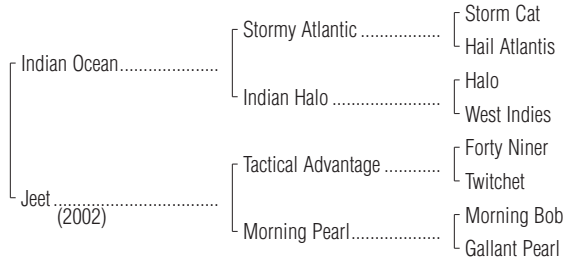 Storm Cat
Stormy Atlantic .................
Hail Atlantis
Indian Ocean.....................
Halo
Indian Halo .......................
West Indies
Forty Niner
Tactical Advantage ............
Twitchet
Jeet...................................
(2002)
Morning Bob
Morning Pearl...................
Gallant Pearl